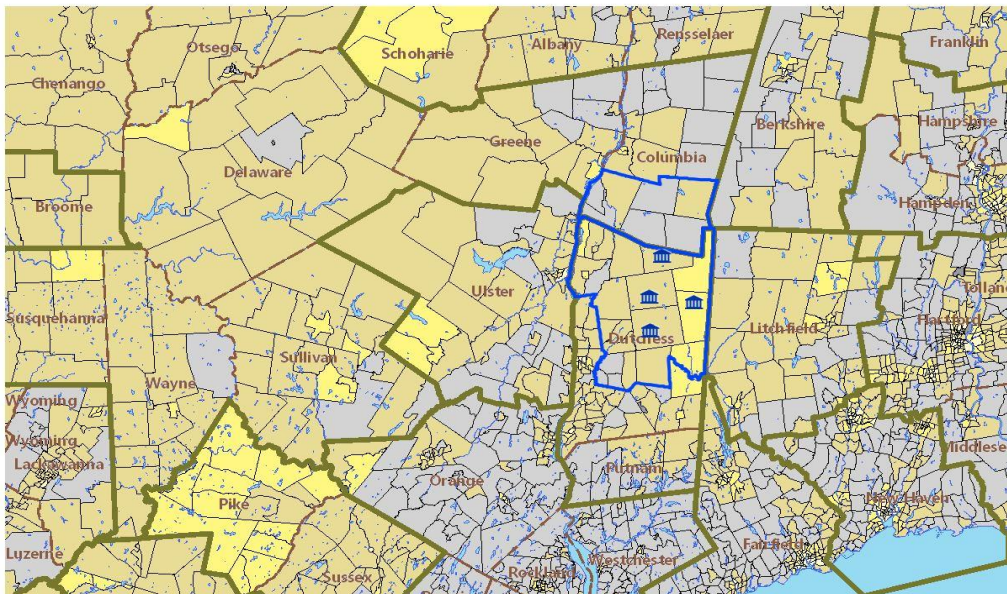 Otsego
Schoharie
Albany
Rensselaer
Franklin
Chenango
Hampshire
Berkshire
Greene
Columbia
Delaware
Hampden
Broome
Tolland
Ulster
Hartford
Susquehanna
Litchfield
Dutchess
Sullivan
Wayne
Wyoming
Wyoming
Lackawanna
Middlese
Putnam
Orange
New Haven
Pike
Luzerne
Fairfield
Westchester
Sussex
Rockland